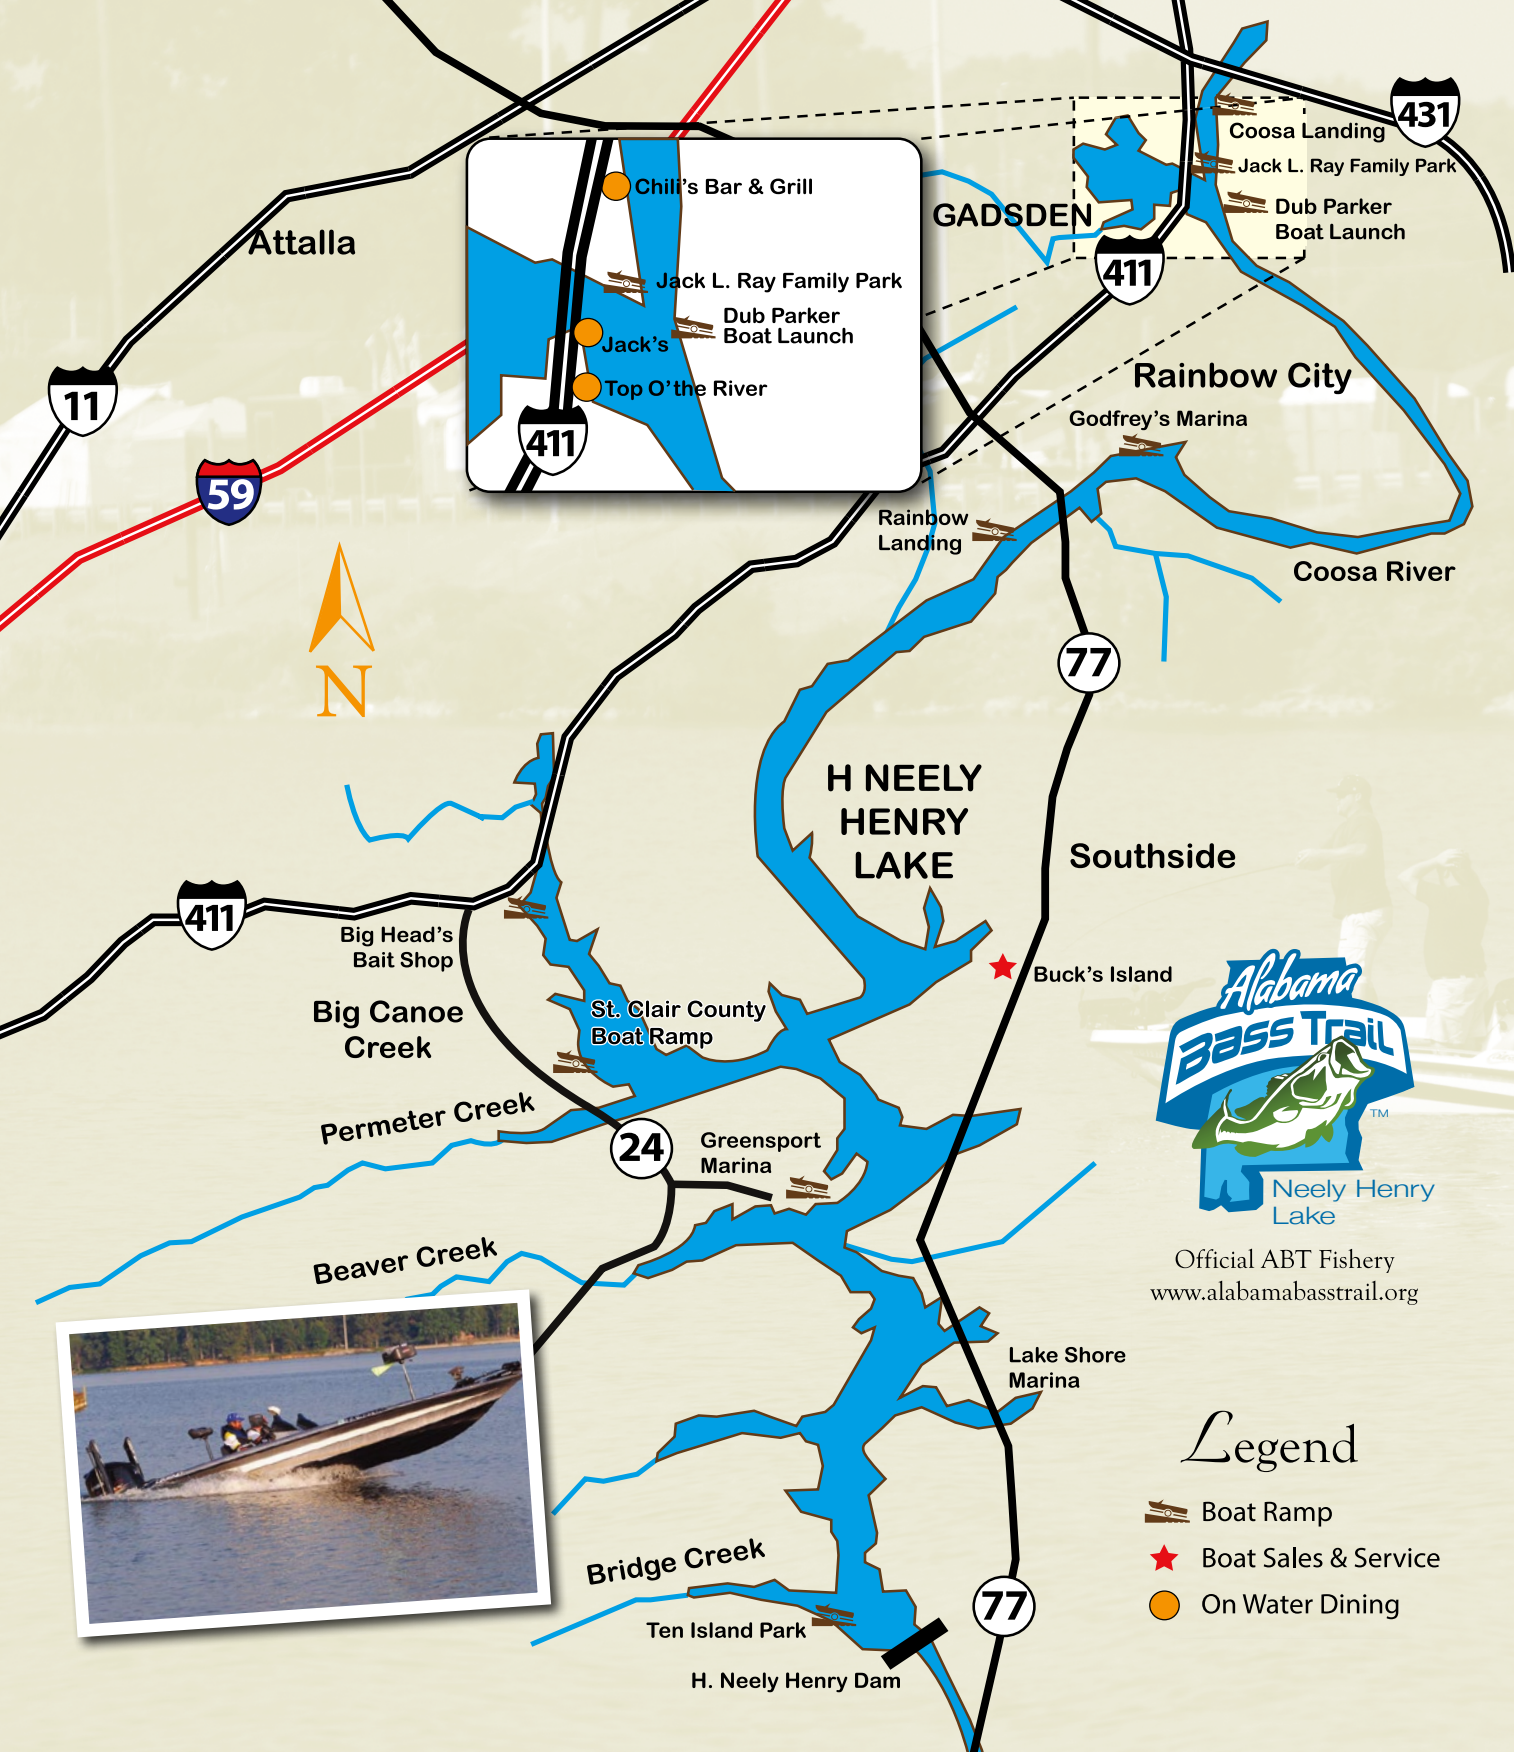 431
Coosa Landing
Jack L. Ray Family Park
Dub Parker
Boat Launch
GADSDEN
411
Chili's Bar & Grill
Jack L. Ray Family Park
Dub Parker
Boat Launch
Jack's
Top O' the River
411
Attalla
11
59
Rainbow City
Godfrey's Marina
Rainbow
Landing
Coosa River
N
77
H NEELY
HENRY
LAKE
Southside
411
Big Head's
Bait Shop
Buck's Island
Big Canoe
Creek
St. Clair County
Boat Ramp
Permeter Creek
24
Greensport
Marina
Beaver Creek
Alabama
Bass Trail
TM
Neely Henry
Lake
Official ABT Fishery
www.alabamabasstrail.org
Lake Shore
Marina
Legend
Boat Ramp
Boat Sales & Service
On Water Dining
Bridge Creek
77
Ten Island Park
H. Neely Henry Dam